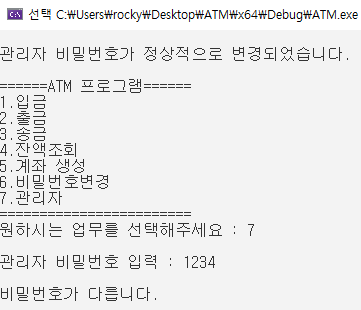 선택 C:₩Users₩rocky₩Desktop₩ATM₩x64₩Debug₩ATM.exe
관리자 비밀번호가 정상적으로 변경되었습니다.
======ATM 프로그램======
1.입금
2.출금
3.송금
4.잔액조회
5.계좌 생성
6.비밀번호변경
7.관리자
========================
원하시는 업무를 선택해주세요 : 7
관리자 비밀번호 입력 : 1234
비밀번호가 다릅니다.